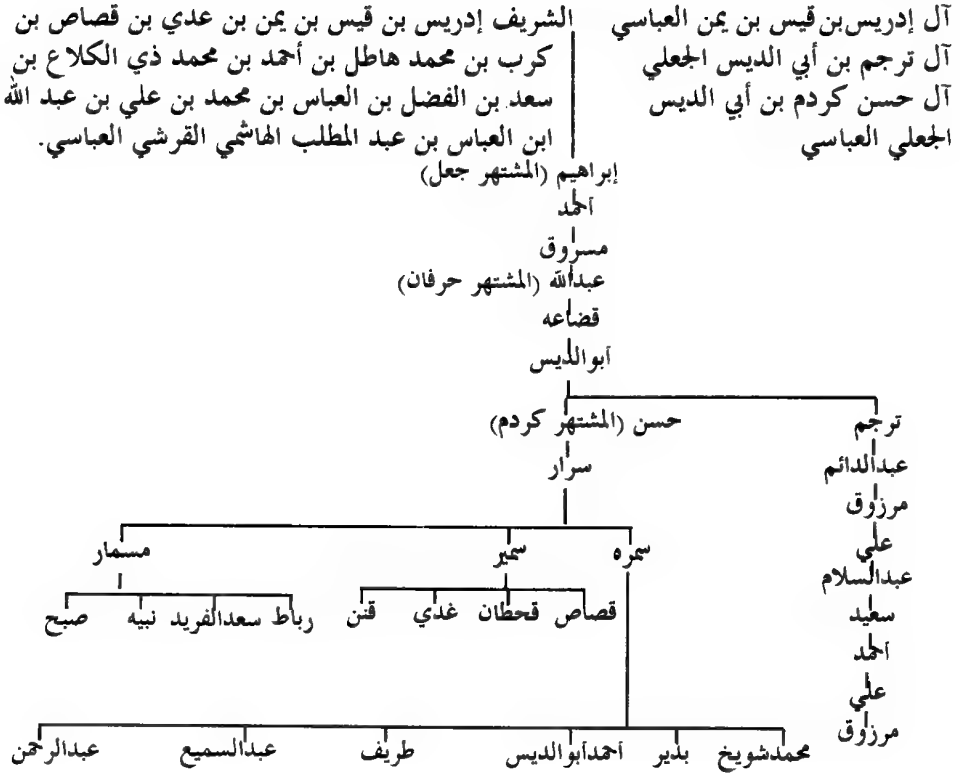 آل إدريس بن قيس بن يمن العباسي
آل ترجم بن أبي الديس الجعلي
آل حسن كردم بن أبي الديس
الجعلي العباسي
الشريف إدريس بن قيس بن يمن بن عدي بن قصاص بن
كرب بن محمد هاطل بن أحمد بن محمد ذي الكلاع بن
سعد بن الفضل بن العباس بن محمد بن علي بن عبد الله
ابن العباس بن عبد المطلب الهاشمي القرشي العباسي.
إبراهيم (المشتهر جعل)
أحمد
مسروق
عبدالله (المشتهر حرفان)
قضاعه
أبوالديس
ترجم
حسن (المشتهر كردم)
عبدالدائم
سرار
مرزوق
علي
سمره
سمير
مسمار
عبدالسلام
سعيد
قصاص
قحطان
غدي
قنن
رباط
سعدالفريد
نبيه
صبح
أحمد
علي
مرزوق
محمدشويخ
بدير
أحمدأبوالديس
طريف
عبدالسميع
عبدالرحمن